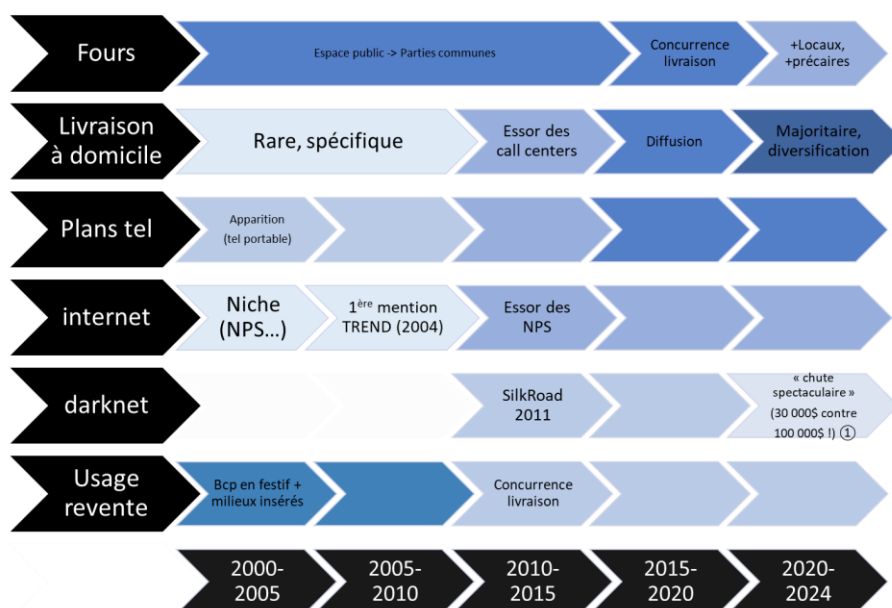 Fours
Espace public -> Parties communes
Concurrence
livraison
+Locaux,
+précaires
Livraison
à domicile
Rare, spécifique
Essor des
call centers
Diffusion
Majoritaire,
diversification
Plans tel
Apparition
(tel portable)
internet
Niche
(NPS...)
1ère mention
TREND (2004)
Essor des
NPS
darknet
SilkRoad
2011
« chute
spectaculaire »
(30 000$ contre
100 000$ !) ①
Usage
revente
Bcp en festif +
milieux insérés
Concurrence
livraison
2000-
2005
2005-
2010
2010-
2015
2015-
2020
2020-
2024